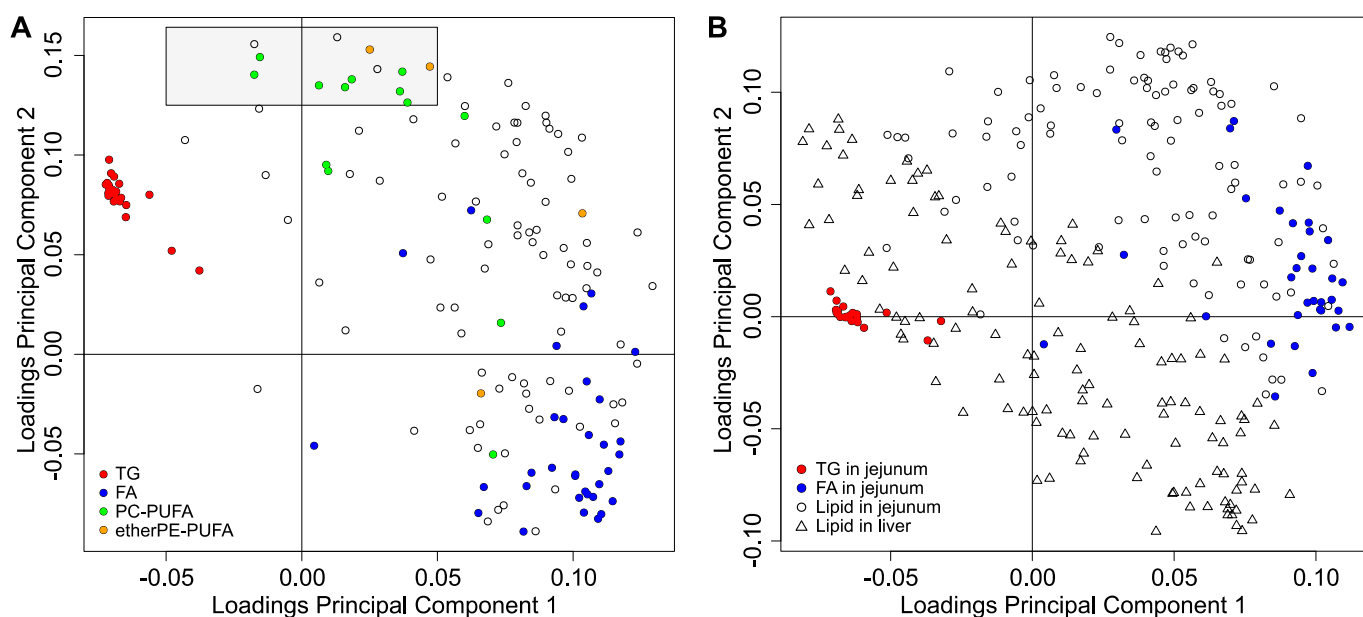 A
Loadings Principal Component 2
0.15
0.10
0.05
0.00
-0.05
TG
FA
PC-PUFA
etherPE-PUFA
-0.05
0.00
0.05
0.10
Loadings Principal Component 1
B
Loadings Principal Component 2
0.10
0.05
0.00
-0.05
-0.10
TG in jejunum
FA in jejunum
Lipid in jejunum
Lipid in liver
-0.05
0.00
0.05
0.10
Loadings Principal Component 1